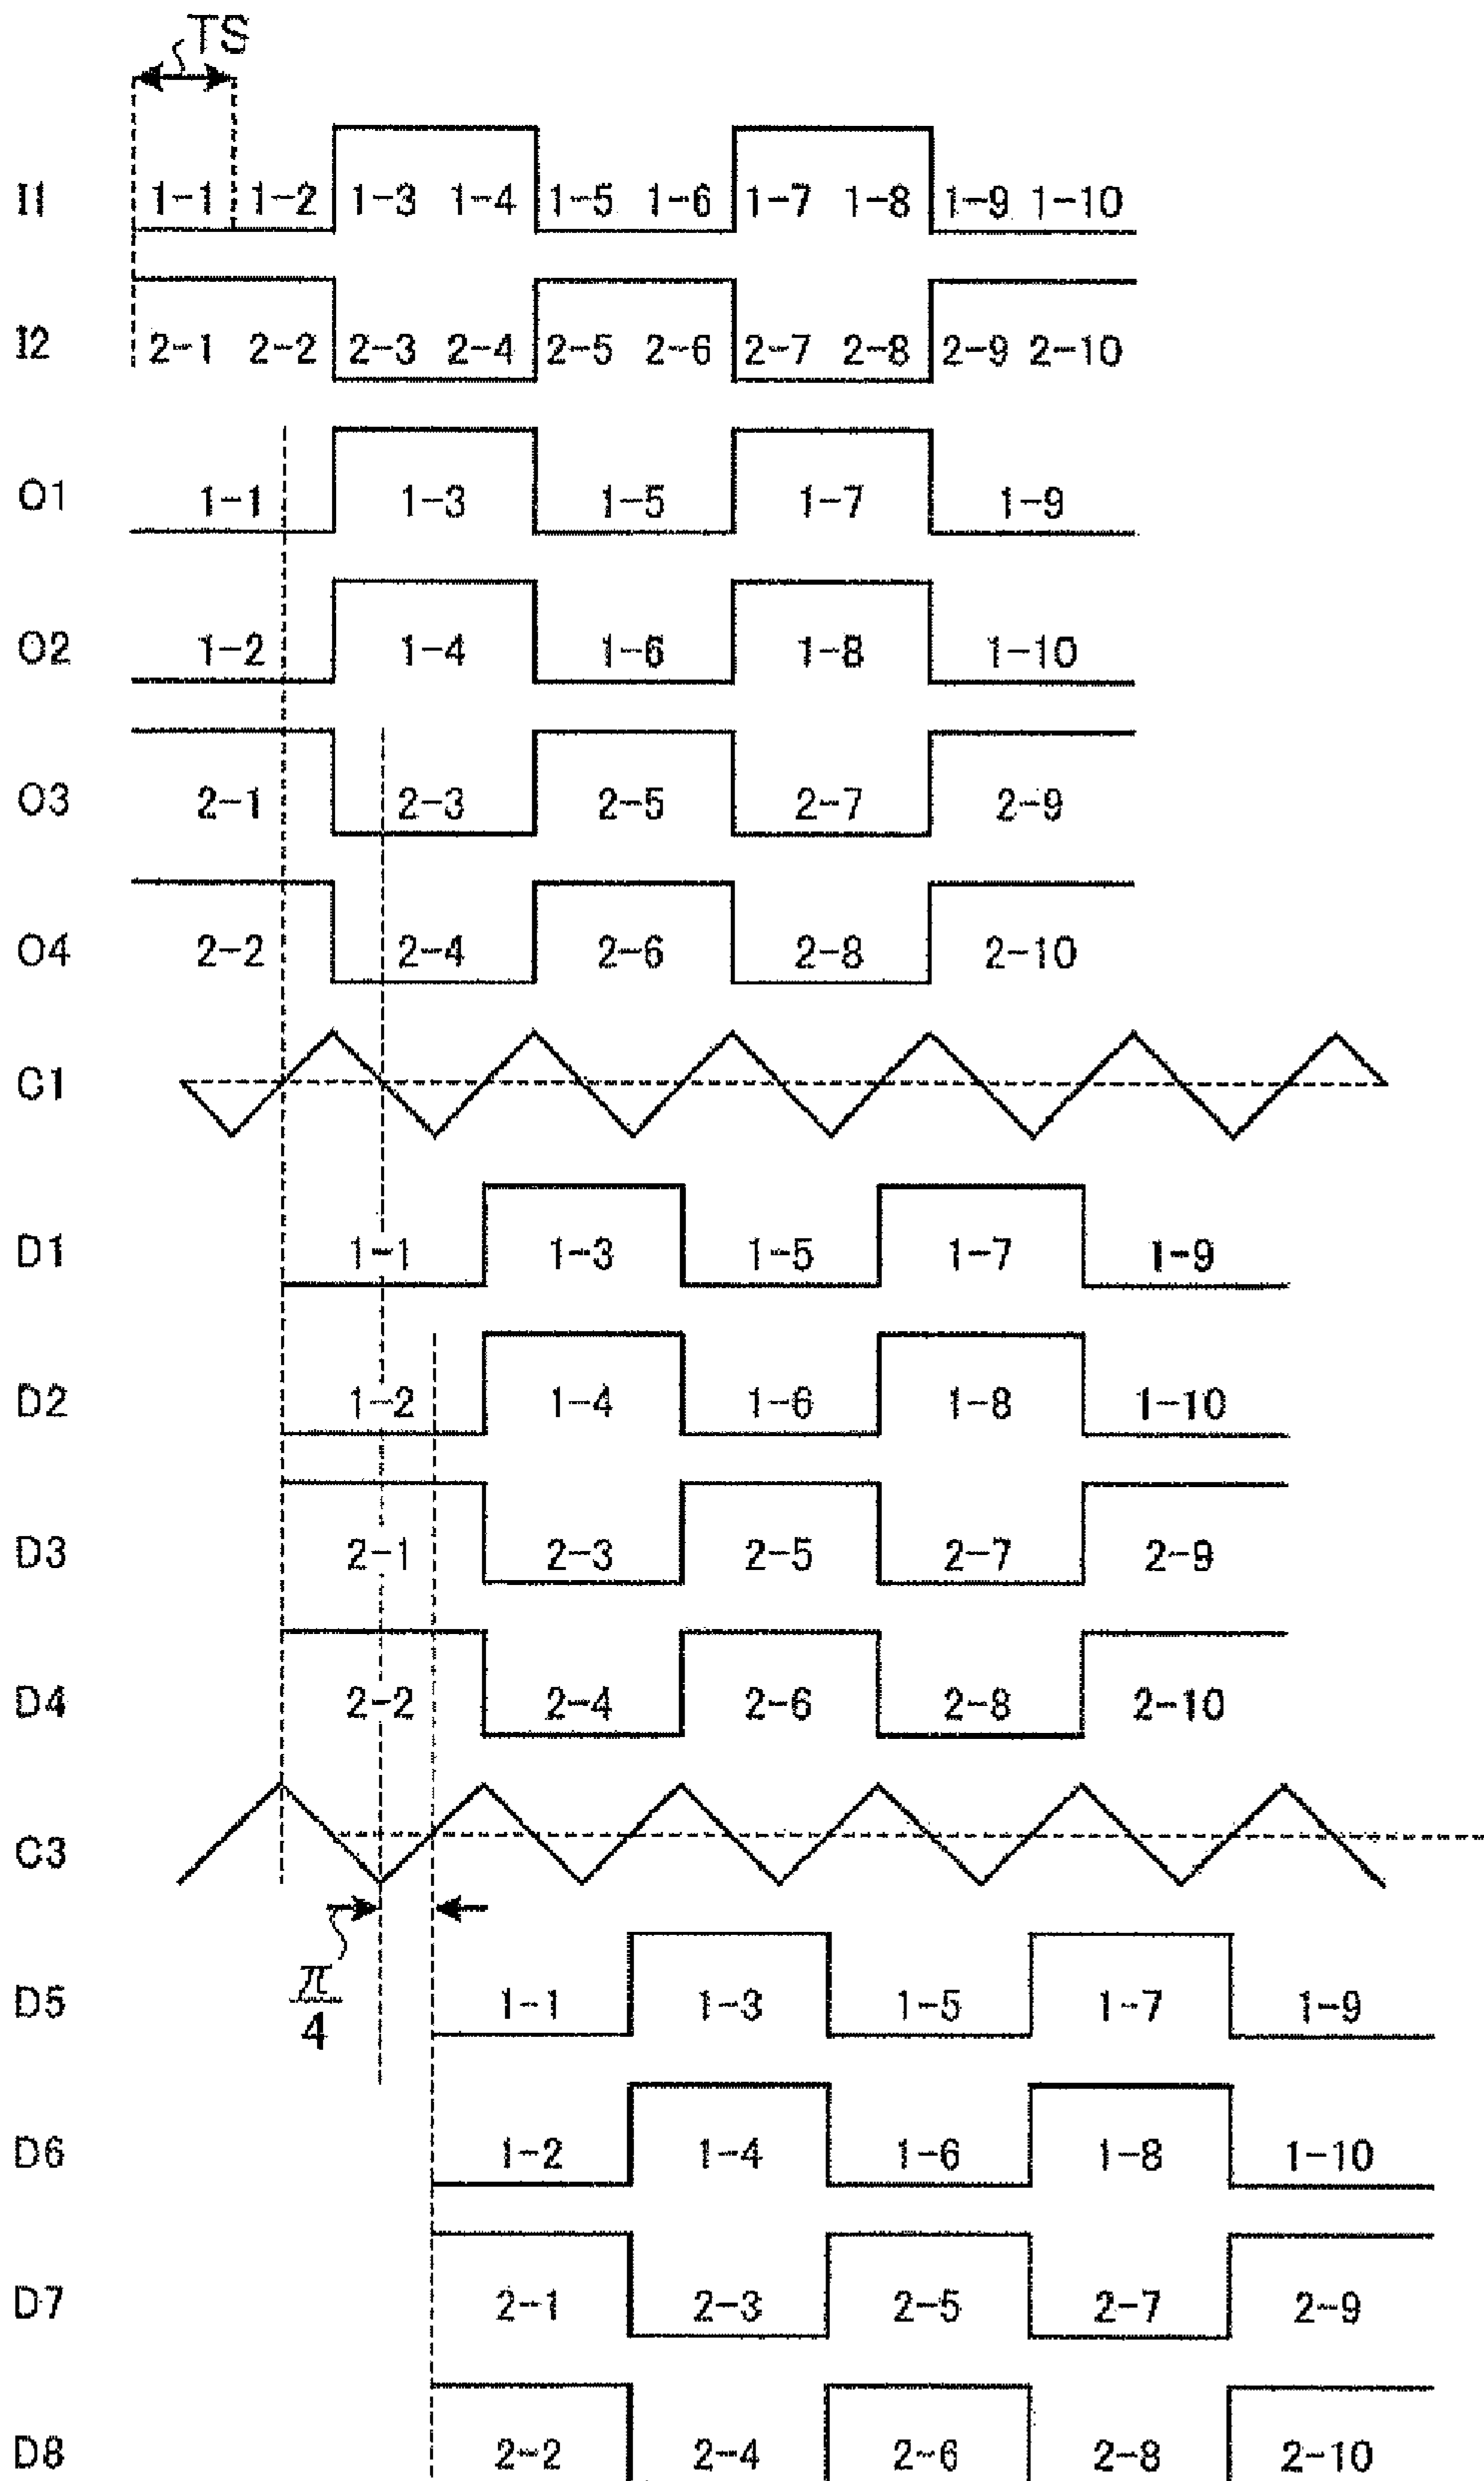 TS
I1 1-1 1-2 1-3 1-4 1-5 1-6 1-7 1-8 1-9 1-10
I2 2-1 2-2 2-3 2-4 2-5 2-6 2-7 2-8 2-9 2-10
O1 1-1 1-3 1-5 1-7 1-9
O2 1-2 1-4 1-6 1-8 1-10
O3 2-1 2-3 2-5 2-7 2-9
O4 2-2 2-4 2-6 2-8 2-10
C1
D1 1-1 1-3 1-5 1-7 1-9
D2 1-2 1-4 1-6 1-8 1-10
D3 2-1 2-3 2-5 2-7 2-9
D4 2-2 2-4 2-6 2-8 2-10
C3
π/4
D5 1-1 1-3 1-5 1-7 1-9
D6 1-2 1-4 1-6 1-8 1-10
D7 2-1 2-3 2-5 2-7 2-9
D8 2-2 2-4 2-6 2-8 2-10